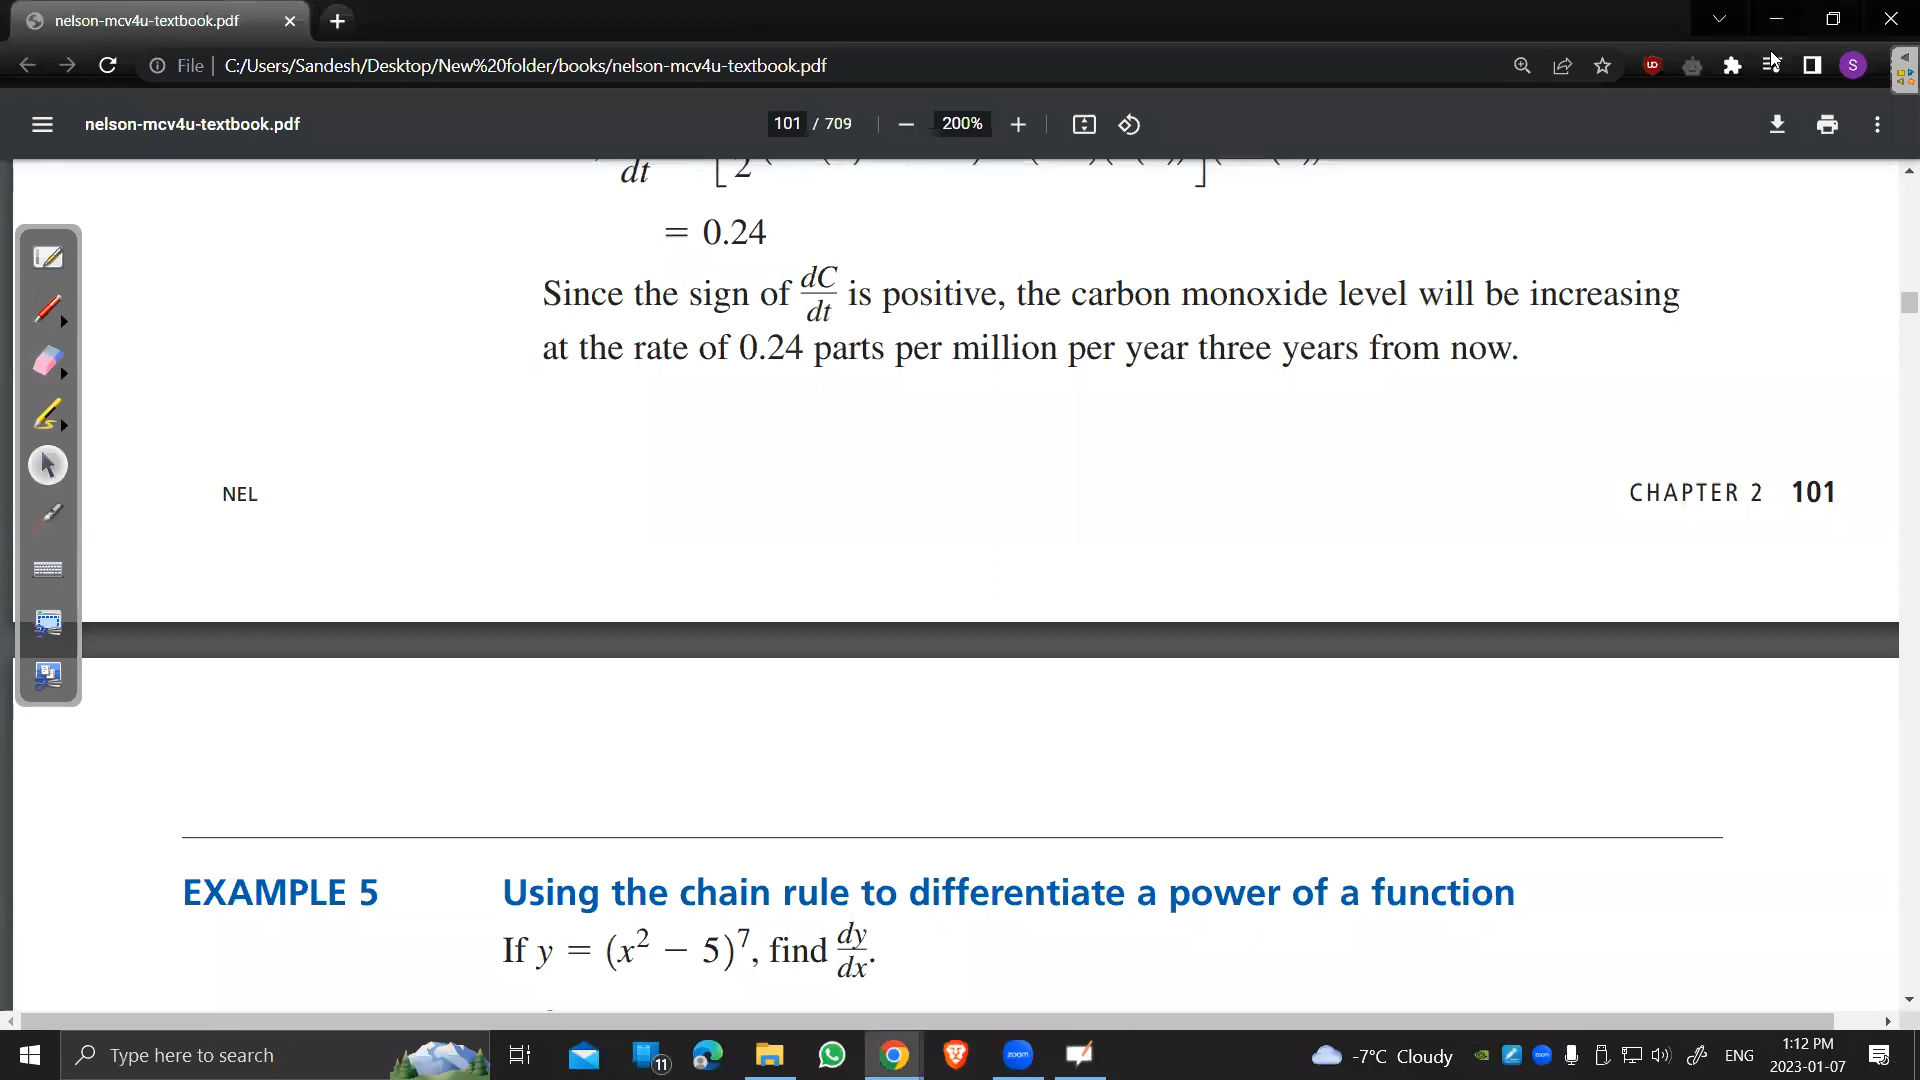 nelson-mcv4u-textbook.pdf
File | C:/Users/Sandesh/Desktop/New%20folder/books/nelson-mcv4u-textbook.pdf
S
nelson-mcv4u-textbook.pdf
101 / 709
200%
dt [2
= 0.24
Since the sign of dC/dt is positive, the carbon monoxide level will be increasing
at the rate of 0.24 parts per million per year three years from now.
NEL
CHAPTER 2 101
EXAMPLE 5 Using the chain rule to differentiate a power of a function
If y = (x² − 5)⁷, find dy/dx.
Type here to search
11
zoom
-7°C Cloudy
ENG
1:12 PM
2023-01-07